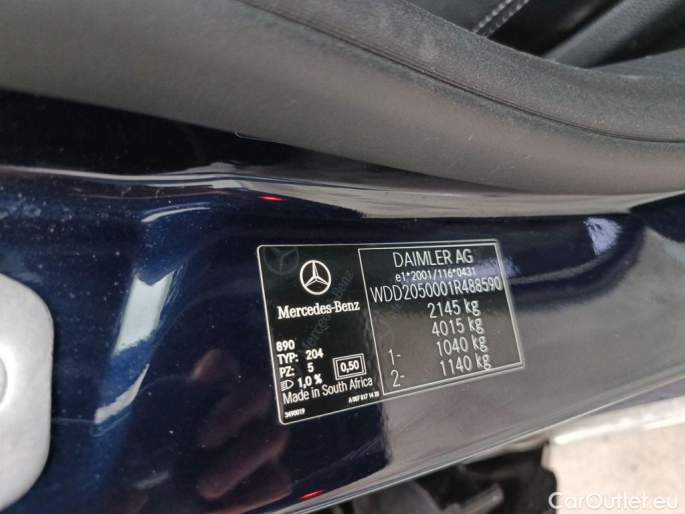 Mercedes-Benz
890
TYP: 204
PZ: 5
1,0 %
0,50
Made in South Africa
DAIMLER AG
e1*2001/116*0431
WDD2050001R488590
2145 kg
4015 kg
1- 1040 kg
2- 1140 kg
CarOutlet.eu